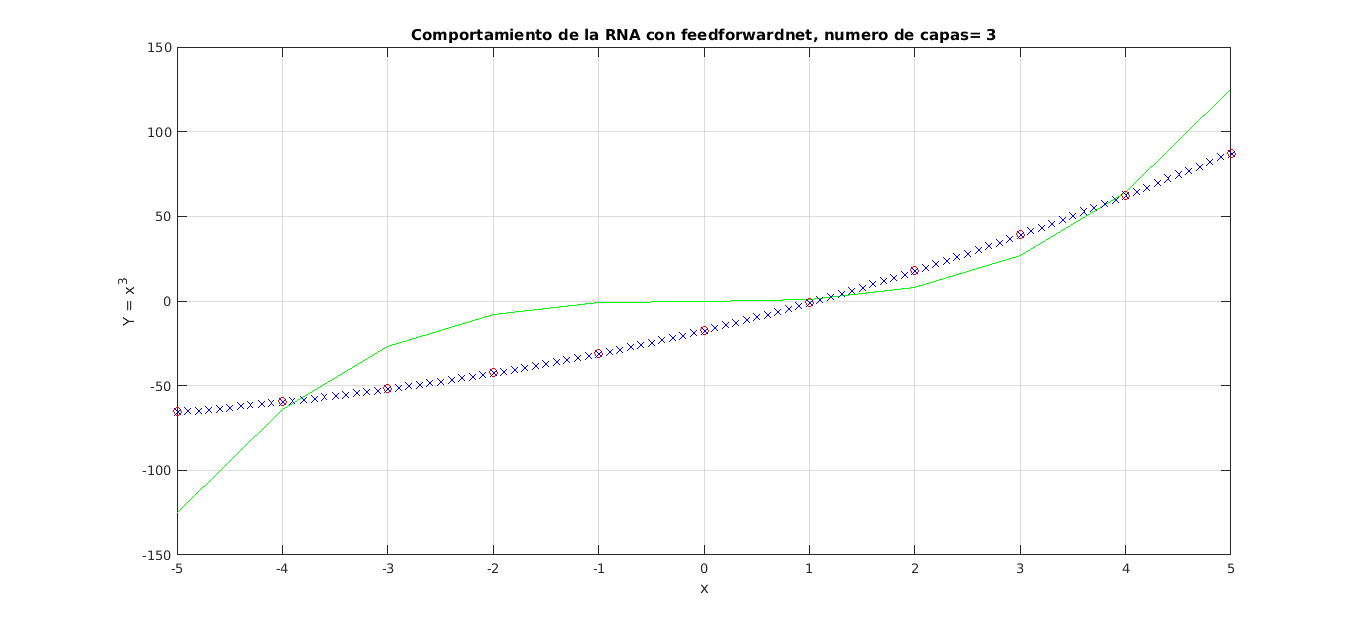 Comportamiento de la RNA con feedforwardnet, numero de capas= 3
150
100
50
0
-50
-100
-150
Y = x³
-5 -4 -3 -2 -1 0 1 2 3 4 5
x